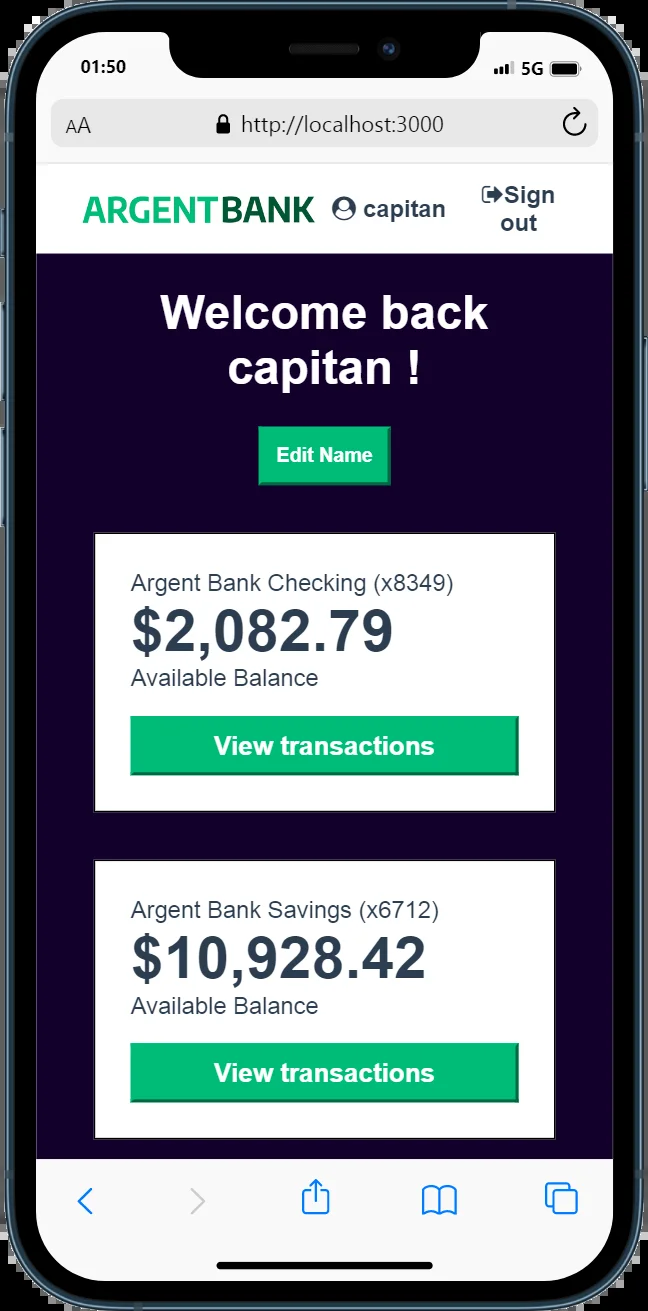 01:50 5G
AA http://localhost:3000
ARGENTBANK capitan Sign
out
Welcome back
capitan !
Edit Name
Argent Bank Checking (x8349)
$2,082.79
Available Balance
View transactions
Argent Bank Savings (x6712)
$10,928.42
Available Balance
View transactions